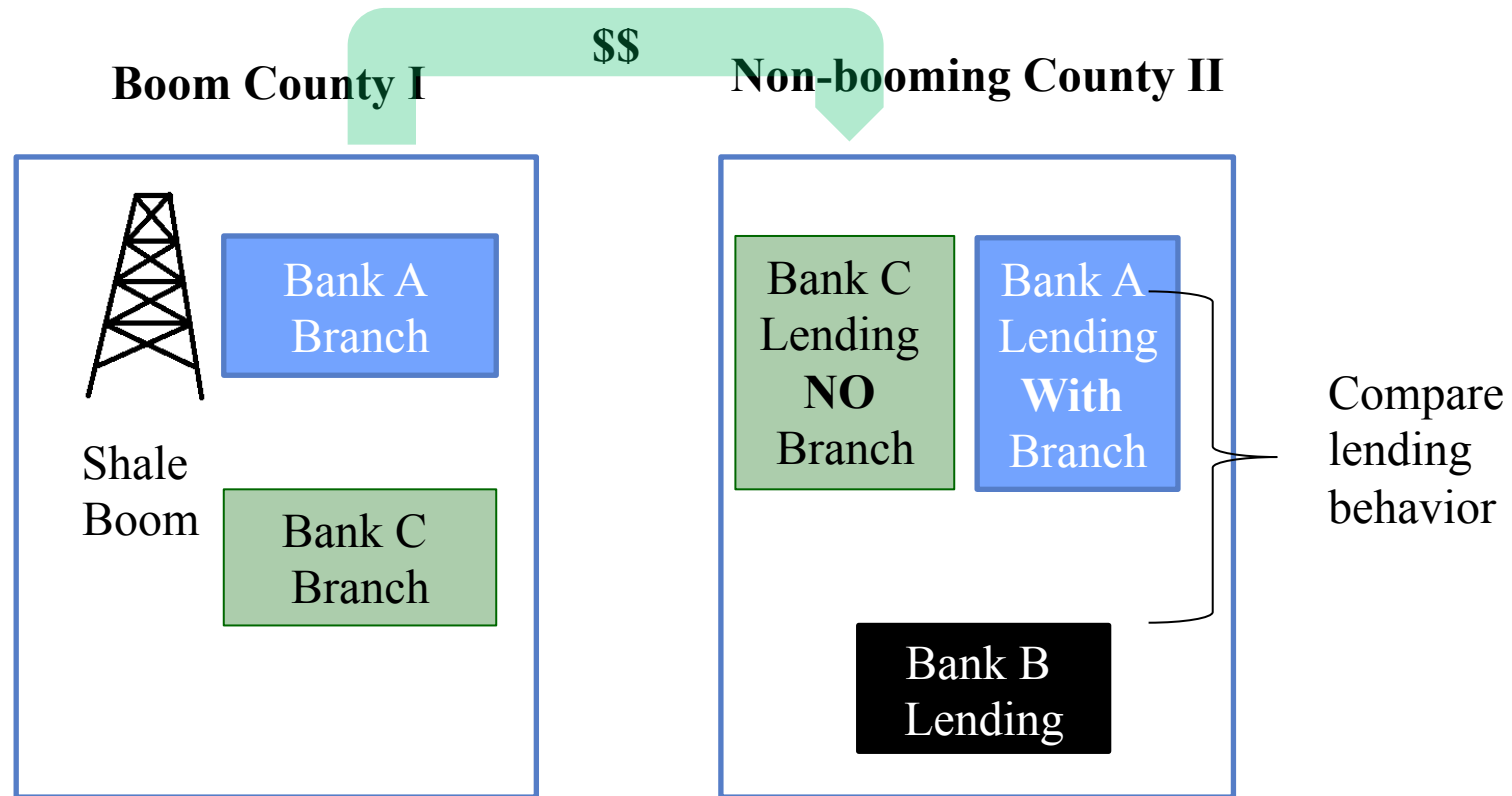 $$
Boom County I
Non-booming County II
Bank A
Branch
Shale
Boom
Bank C
Branch
Bank C
Lending
NO
Branch
Bank A
Lending
With
Branch
Bank B
Lending
Compare
lending
behavior